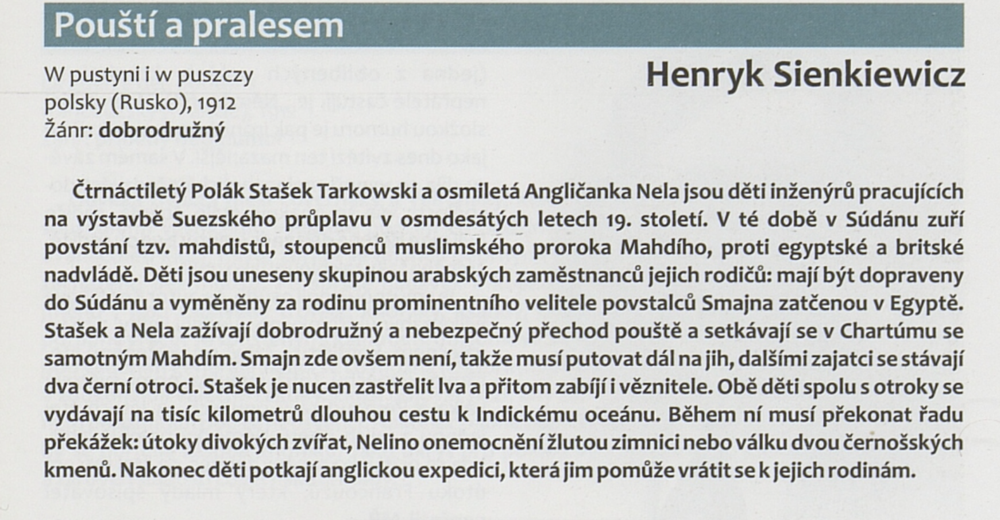 Pouští a pralesem
W pustyni i w puszczy
Henryk Sienkiewicz
polsky (Rusko), 1912
Žánr: dobrodružný
Čtrnáctiletý Polák Stašek Tarkowski a osmiletá Angličanka Nela jsou děti inženýrů pracujících
na výstavbě Suezského průplavu v osmdesátých letech 19. století. V té době v Súdánu zuří
povstání tzv. mahdistů, stoupenců muslimského proroka Mahdího, proti egyptské a britské
nadvládě. Děti jsou uneseny skupinou arabských zaměstnanců jejich rodičů: mají být dopraveny
do Súdánu a vyměněny za rodinu prominentního velitele povstalců Smajna zatčenou v Egyptě.
Stašek a Nela zažívají dobrodružný a nebezpečný přechod pouště a setkávají se v Chartúmu se
samotným Mahdím. Smajn zde ovšem není, takže musí putovat dál na jih, dalšími zajatci se stávají
dva černí otroci. Stašek je nucen zastřelit lva a přitom zabíjí i věznitele. Obě děti spolu s otroky se
vydávají na tisíc kilometrů dlouhou cestu k Indickému oceánu. Během ní musí překonat řadu
překážek: útoky divokých zvířat, Nelino onemocnění žlutou zimnici nebo válku dvou černošských
kmenů. Nakonec děti potkají anglickou expedici, která jim pomůže vrátit se k jejich rodinám.